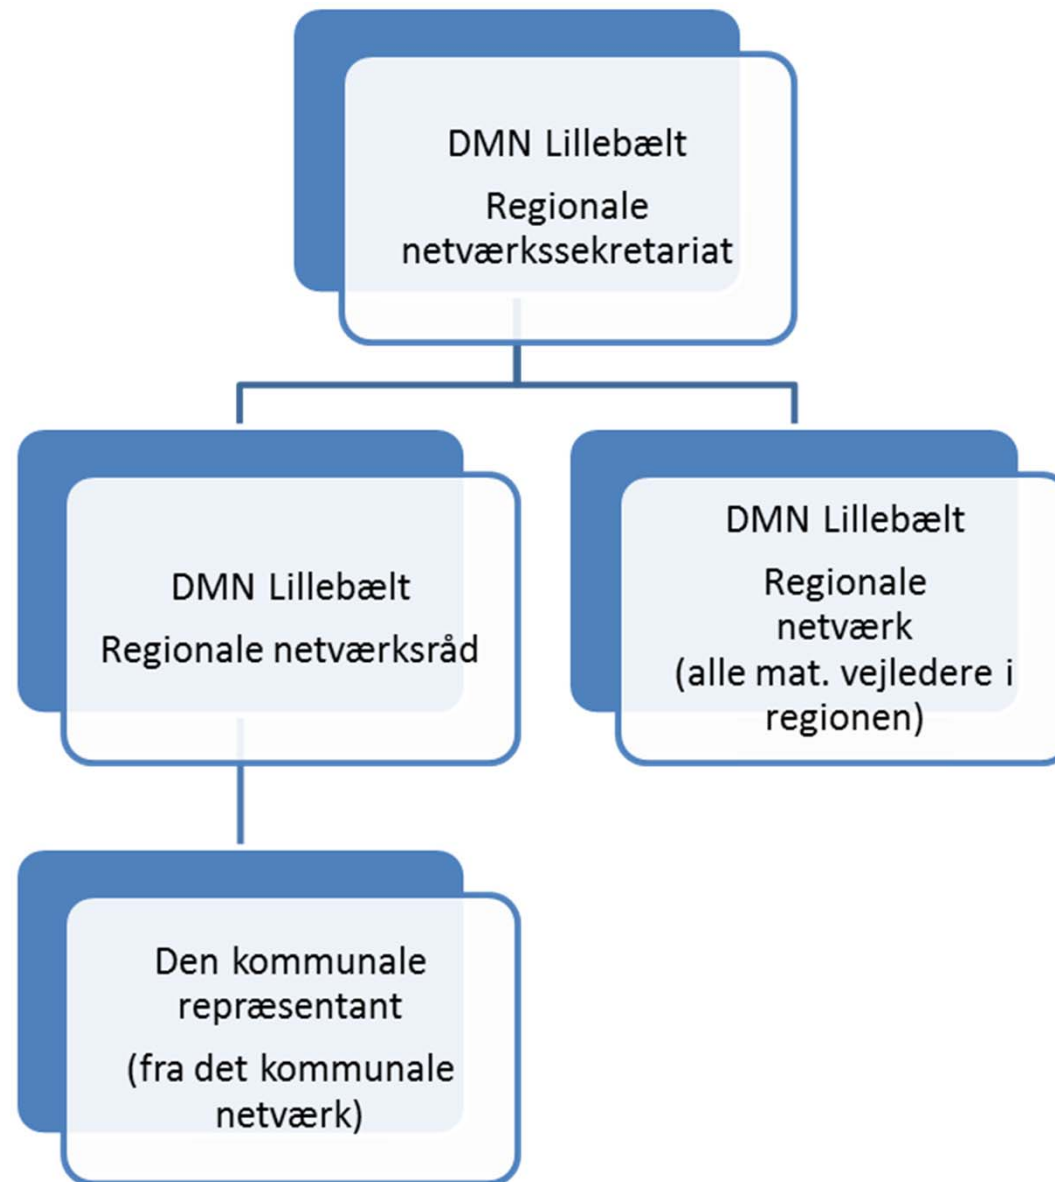 DMN Lillebælt
Regionale
netværkssekretariat
DMN Lillebælt
Regionale netværksråd
DMN Lillebælt
Regionale
netværk
(alle mat. vejledere i
regionen)
Den kommunale
repræsentant
(fra det kommunale
netværk)